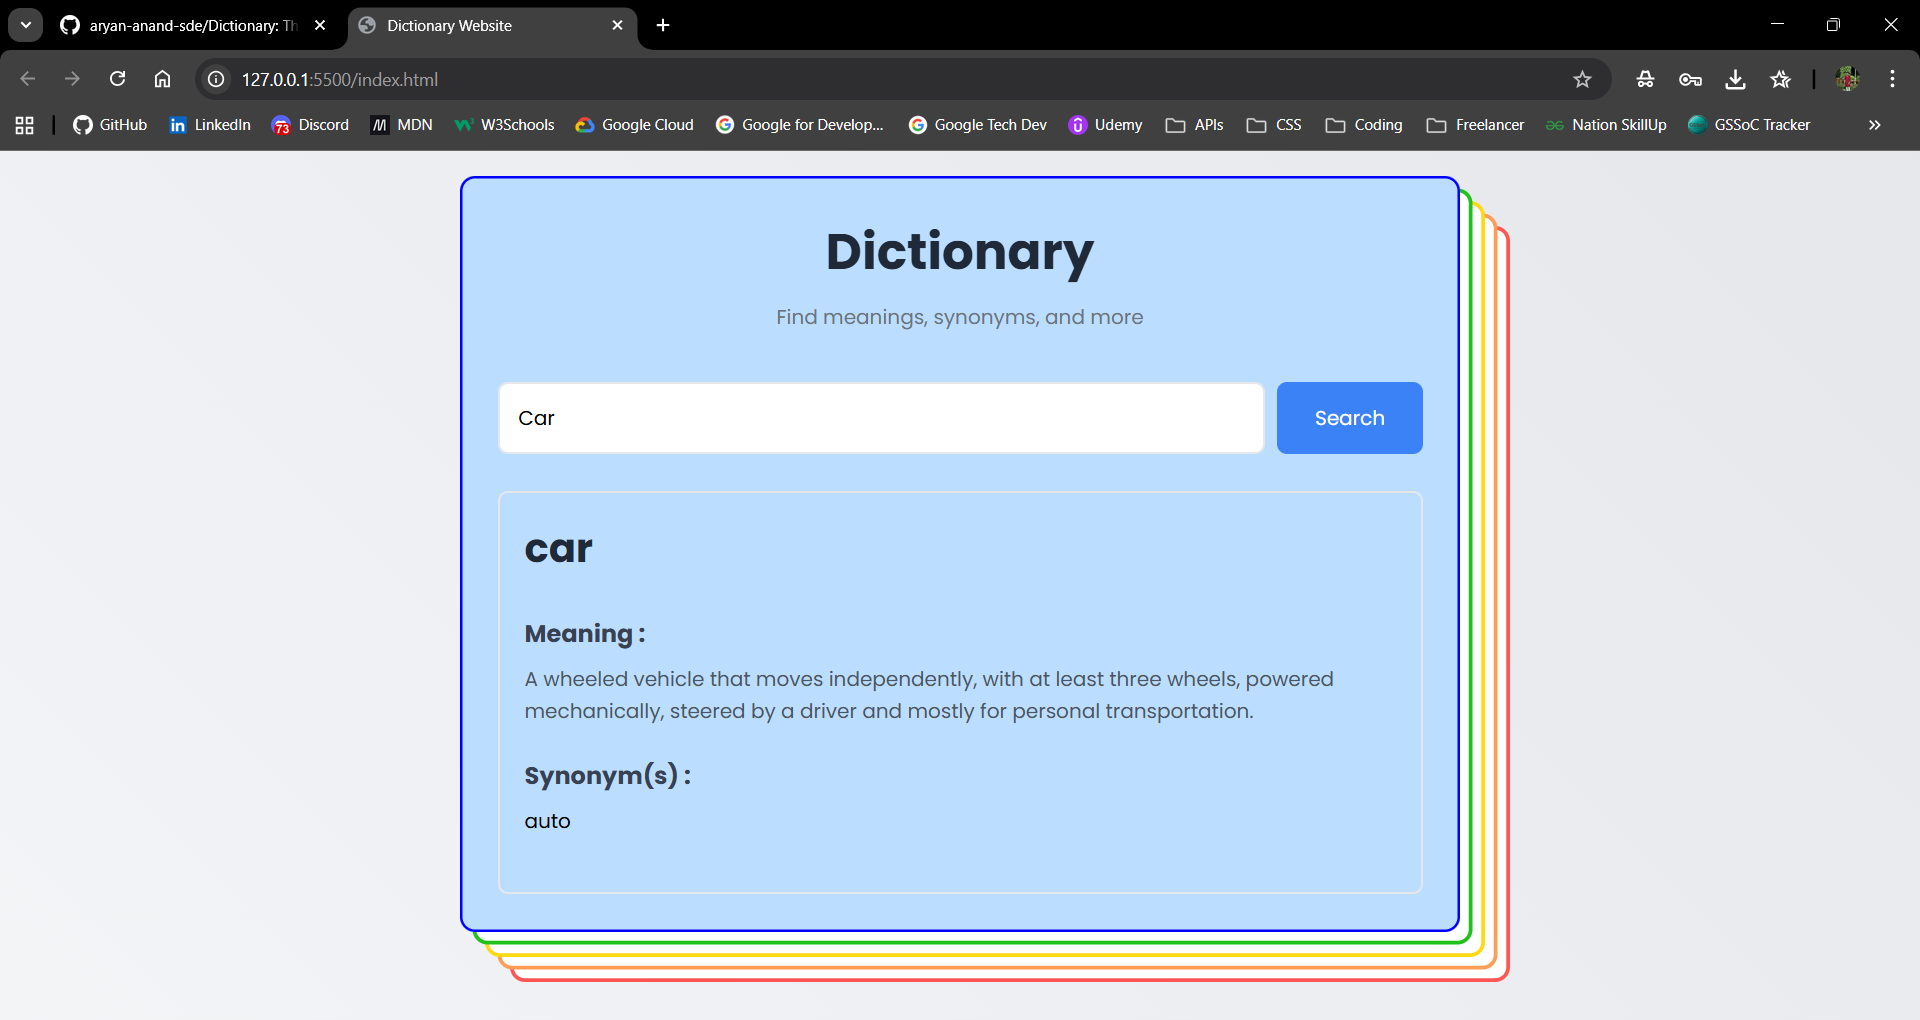 aryan-anand-sde/Dictionary: Th
Dictionary Website
127.0.0.1:5500/index.html
GitHub
LinkedIn
73
Discord
MDN
W3Schools
Google Cloud
Google for Develop...
Google Tech Dev
Udemy
APIs
CSS
Coding
Freelancer
Nation SkillUp
GSSoC Tracker
Dictionary
Find meanings, synonyms, and more
Car
Search
car
Meaning :
A wheeled vehicle that moves independently, with at least three wheels, powered
mechanically, steered by a driver and mostly for personal transportation.
Synonym(s) :
auto